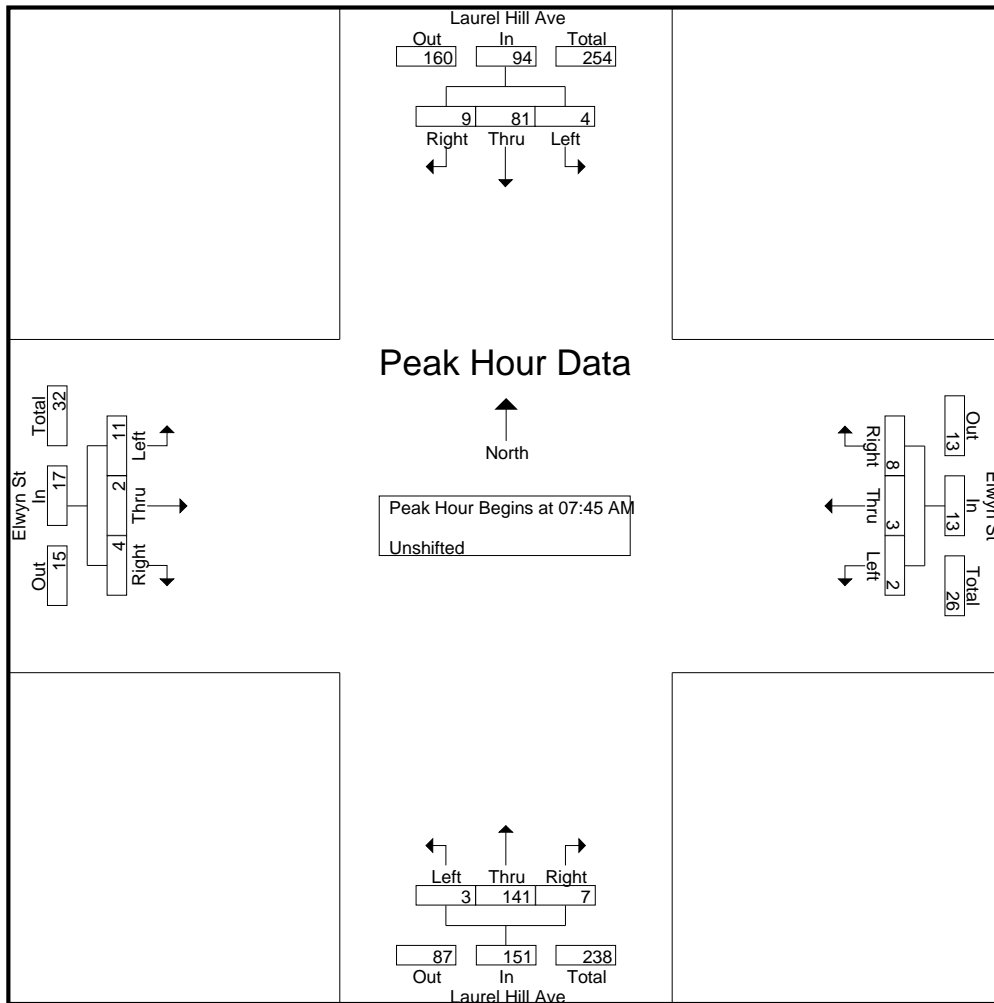 Laurel Hill Ave
Out In Total
160 94 254
9 81 4
Right Thru Left
Peak Hour Data
North
Peak Hour Begins at 07:45 AM
Unshifted
Elwyn St
Total In Out
32 17 15
11 2 4
Left Thru Right
Right Thru Left
8 3 2
Out In Total
13 13 26
Elwyn St
Left Thru Right
3 141 7
87 151 238
Out In Total
Laurel Hill Ave